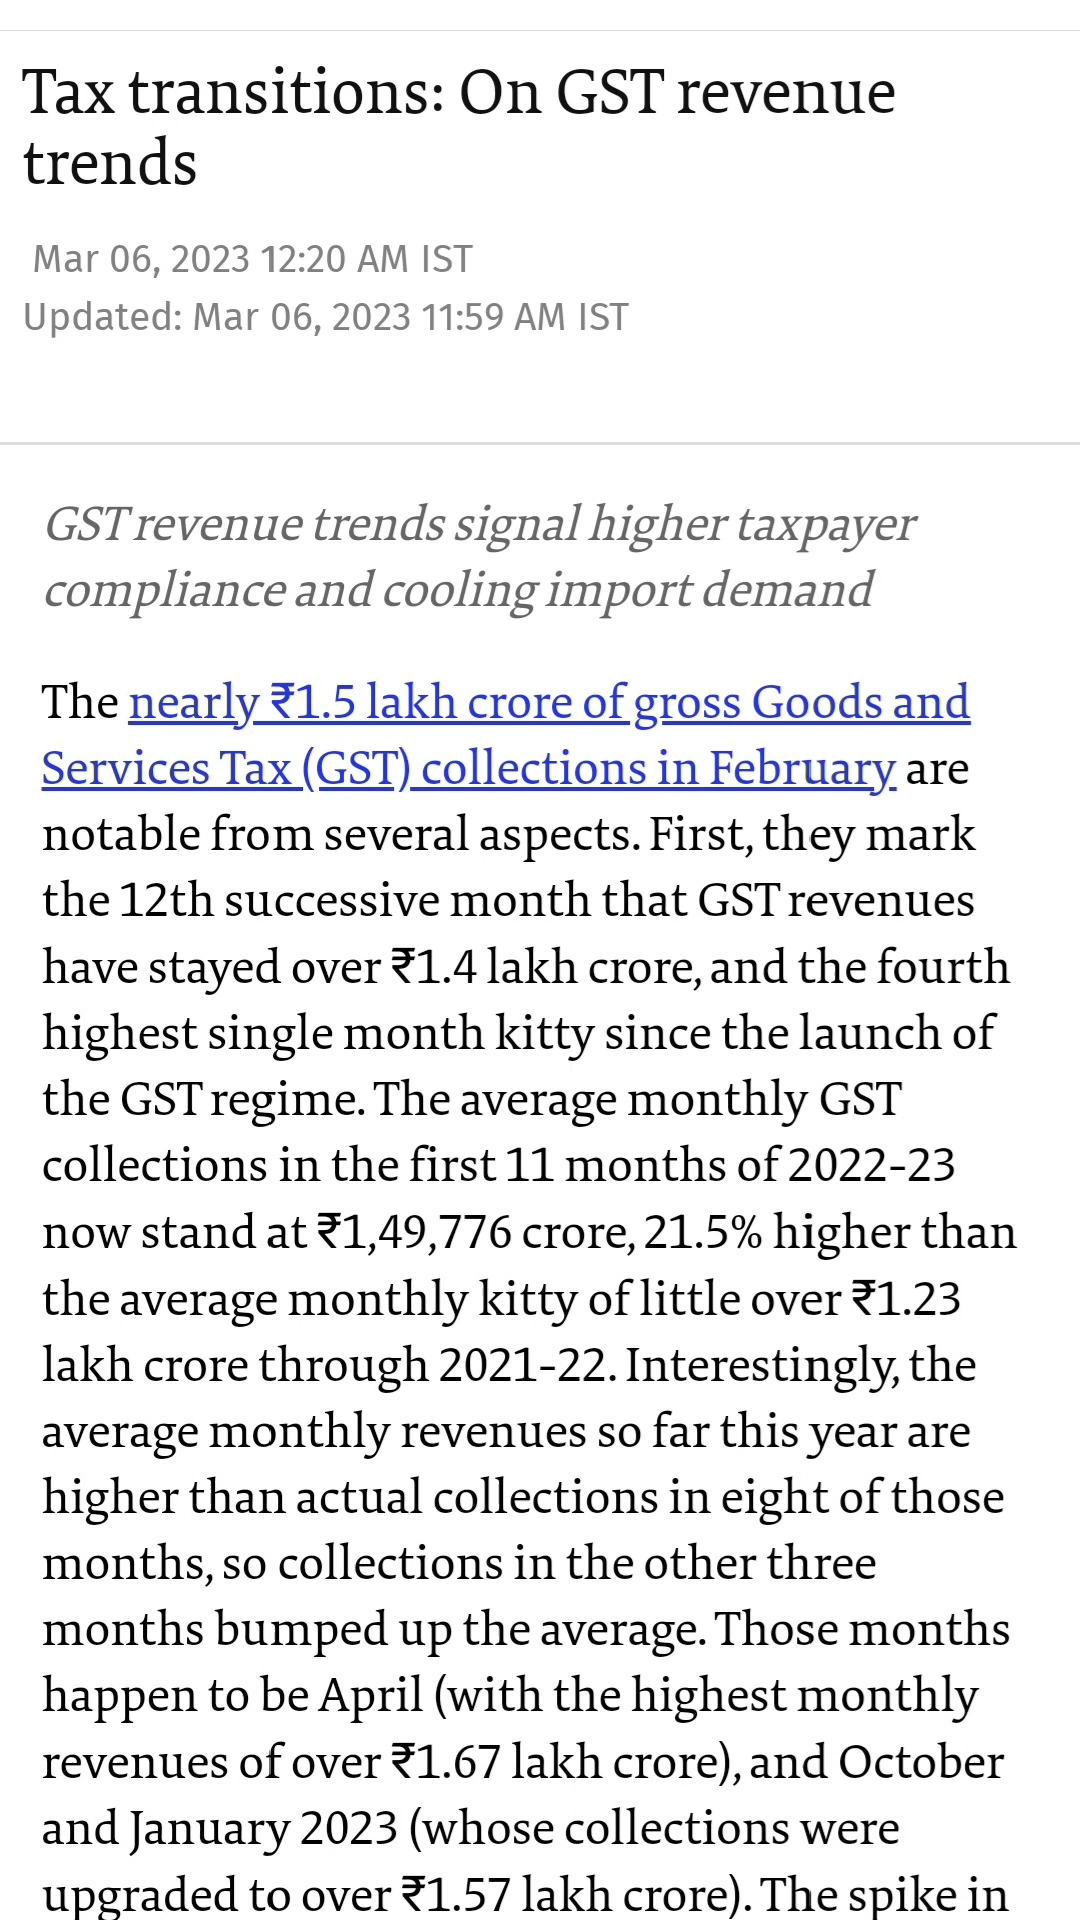 Tax transitions: On GST revenue
trends
Mar 06, 2023 12:20 AM IST
Updated: Mar 06, 2023 11:59 AM IST
GST revenue trends signal higher taxpayer
compliance and cooling import demand
The nearly ₹1.5 lakh crore of gross Goods and
Services Tax (GST) collections in February are
notable from several aspects. First, they mark
the 12th successive month that GST revenues
have stayed over ₹1.4 lakh crore, and the fourth
highest single month kitty since the launch of
the GST regime. The average monthly GST
collections in the first 11 months of 2022-23
now stand at ₹1,49,776 crore, 21.5% higher than
the average monthly kitty of little over ₹1.23
lakh crore through 2021-22. Interestingly, the
average monthly revenues so far this year are
higher than actual collections in eight of those
months, so collections in the other three
months bumped up the average. Those months
happen to be April (with the highest monthly
revenues of over ₹1.67 lakh crore), and October
and January 2023 (whose collections were
upgraded to over ₹1.57 lakh crore). The spike in